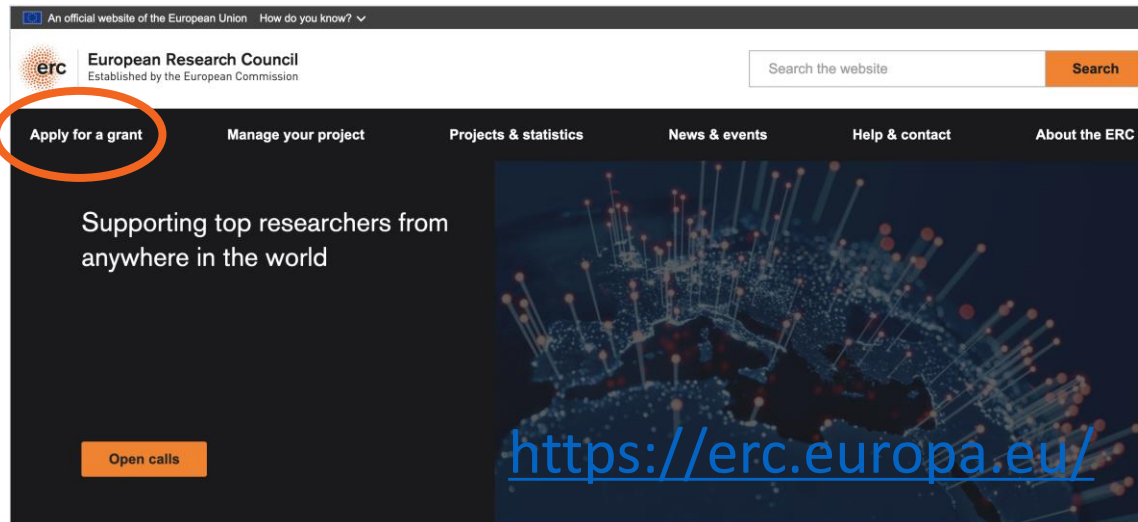 An official website of the European Union How do you know?
erc
European Research Council
Established by the European Commission
Search the website
Search
Apply for a grant
Manage your project
Projects & statistics
News & events
Help & contact
About the ERC
Supporting top researchers from
anywhere in the world
Open calls
https://erc.europa.eu/